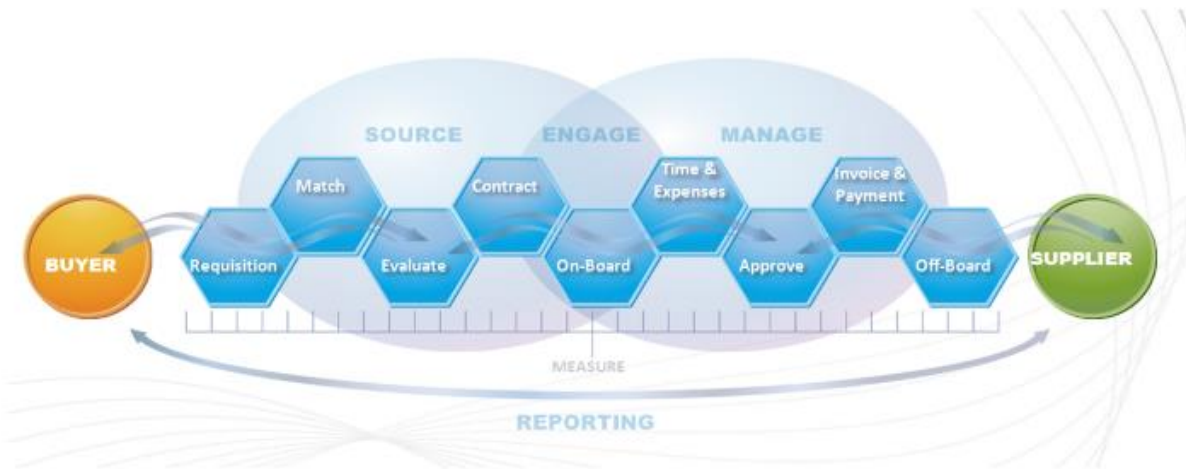 SOURCE
ENGAGE
MANAGE
Match
Contract
Time &
Expenses
Invoice &
Payment
BUYER
Requisition
Evaluate
On-Board
Approve
Off-Board
SUPPLIER
MEASURE
REPORTING